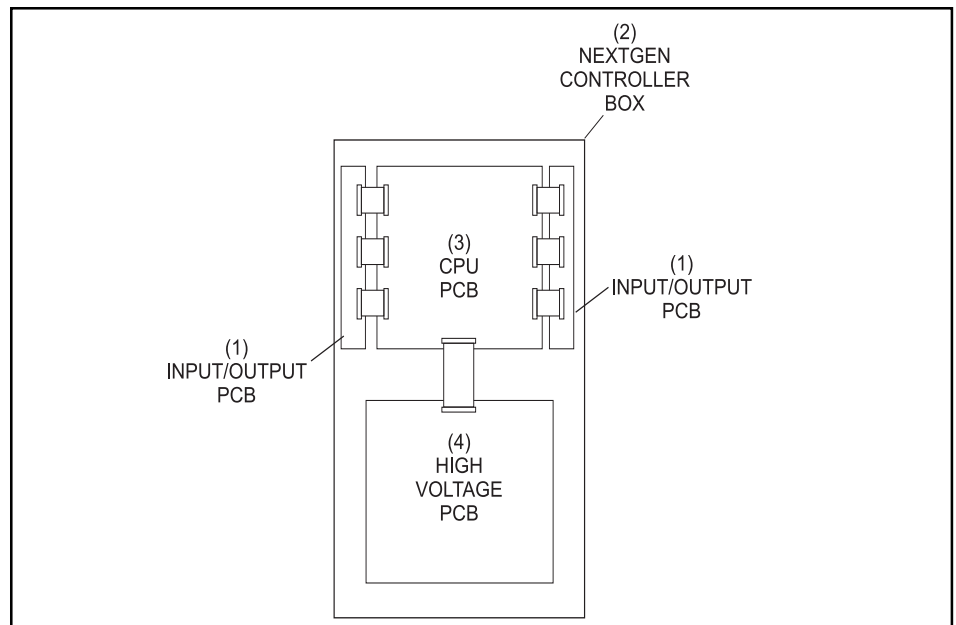 (2)
NEXTGEN
CONTROLLER
BOX
(3)
CPU
PCB
(1)
INPUT/OUTPUT
PCB
(1)
INPUT/OUTPUT
PCB
(4)
HIGH
VOLTAGE
PCB